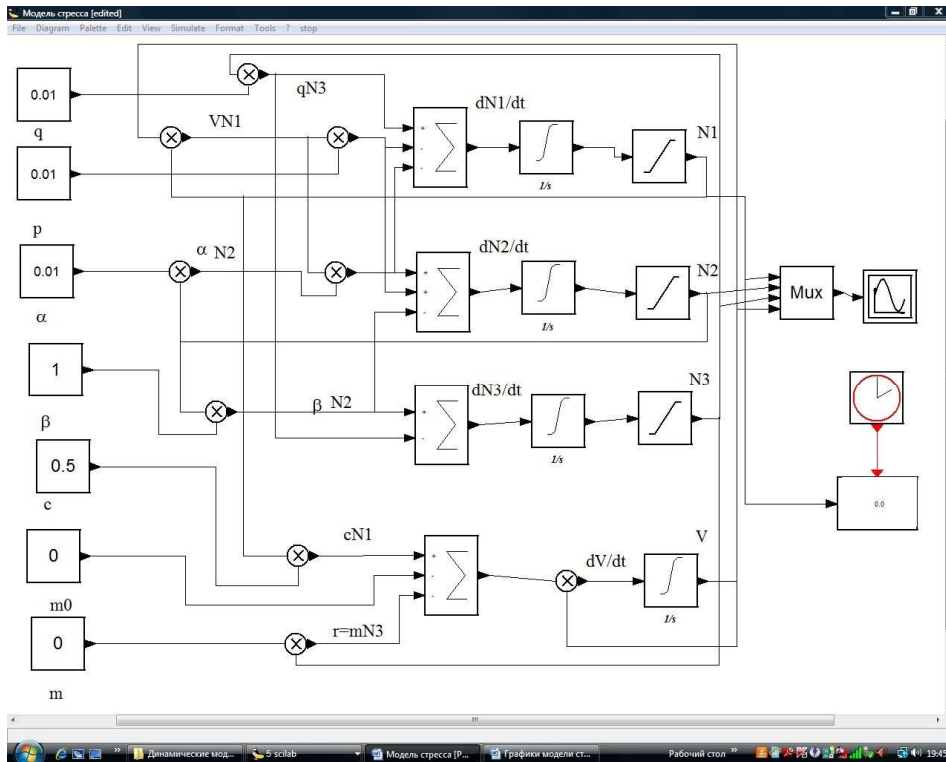 Модель стресса [edited]
File Diagram Palette Edit View Simulate Format Tools ? stop
0.01
qN3
dN1/dt
q
VN1
N1
0.01
+
-
-
1/s
p
α N2
dN2/dt
N2
0.01
+
+
-
Mux
α
1/s
1
dN3/dt
N3
β N2
+
-
β
0.5
1/s
c
0.0
cN1
V
0
+
-
-
dV/dt
m0
1/s
0
r=mN3
m
Динамические мод... 5 scilab Модель стресса [P... Графики модели ст... Рабочий стол » 19:45